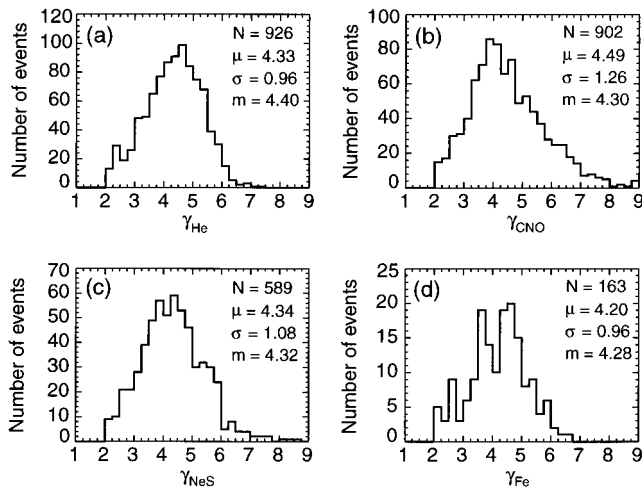 (a)
N = 926
μ = 4.33
σ = 0.96
m = 4.40
Number of events
120
100
80
60
40
20
0
1 2 3 4 5 6 7 8 9
γHe
(b)
N = 902
μ = 4.49
σ = 1.26
m = 4.30
Number of events
100
80
60
40
20
0
1 2 3 4 5 6 7 8 9
γCNO
(c)
N = 589
μ = 4.34
σ = 1.08
m = 4.32
Number of events
70
60
50
40
30
20
10
0
1 2 3 4 5 6 7 8 9
γNeS
(d)
N = 163
μ = 4.20
σ = 0.96
m = 4.28
Number of events
25
20
15
10
5
0
1 2 3 4 5 6 7 8 9
γFe